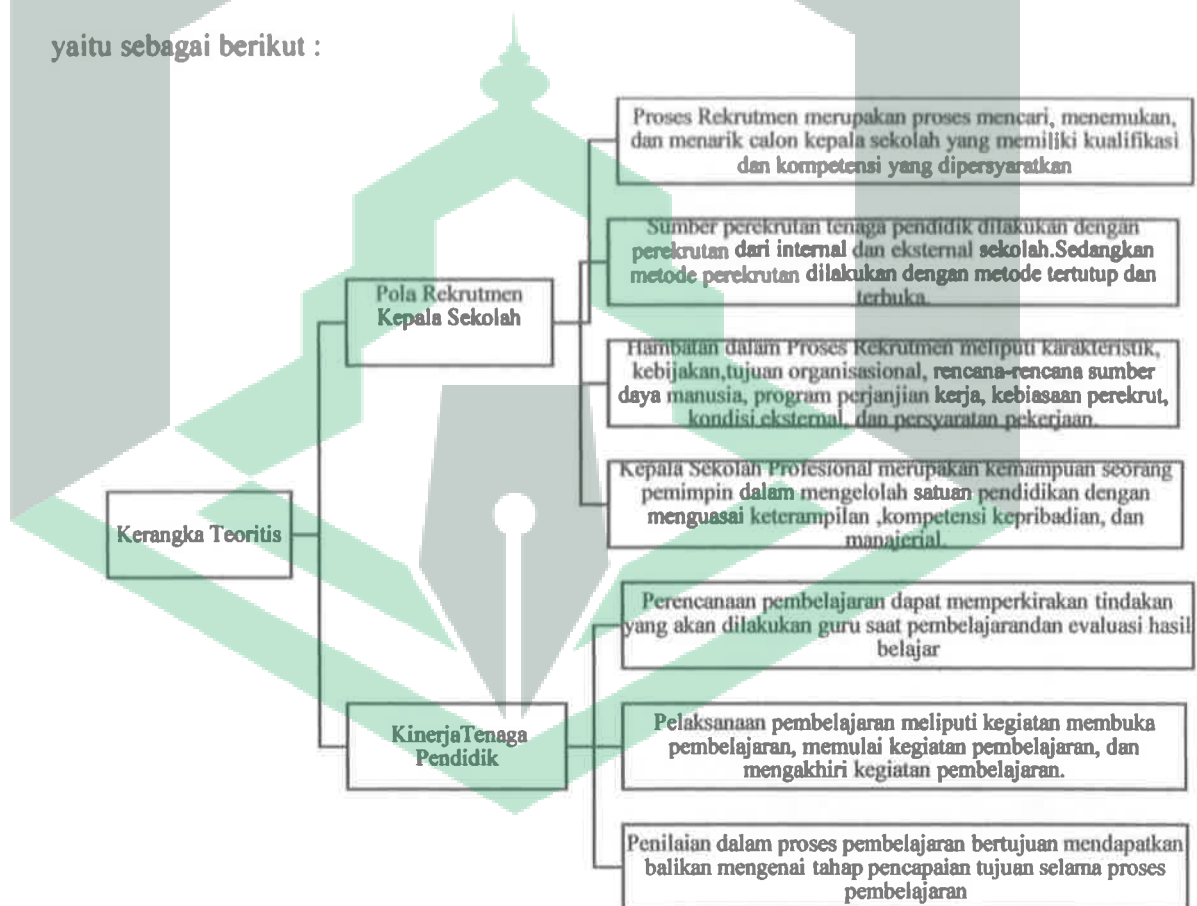 yaitu sebagai berikut :
Kerangka Teoritis
Pola Rekrutmen
Kepala Sekolah
Proses Rekrutmen merupakan proses mencari, menemukan,
dan menarik calon kepala sekolah yang memiliki kualifikasi
dan kompetensi yang dipersyaratkan
Sumber perekrutan tenaga pendidik dilakukan dengan
perekrutan dari internal dan eksternal sekolah.Sedangkan
metode perekrutan dilakukan dengan metode tertutup dan
terbuka.
Hambatan dalam Proses Rekrutmen meliputi karakteristik,
kebijakan,tujuan organisasional, rencana-rencana sumber
daya manusia, program perjanjian kerja, kebiasaan perekrut,
kondisi eksternal, dan persyaratan pekerjaan.
Kepala Sekolah Profesional merupakan kemampuan seorang
pemimpin dalam mengelolah satuan pendidikan dengan
menguasai keterampilan ,kompetensi kepribadian, dan
manajerial.
KinerjaTenaga
Pendidik
Perencanaan pembelajaran dapat memperkirakan tindakan
yang akan dilakukan guru saat pembelajarandan evaluasi hasil
belajar
Pelaksanaan pembelajaran meliputi kegiatan membuka
pembelajaran, memulai kegiatan pembelajaran, dan
mengakhiri kegiatan pembelajaran.
Penilaian dalam proses pembelajaran bertujuan mendapatkan
balikan mengenai tahap pencapaian tujuan selama proses
pembelajaran